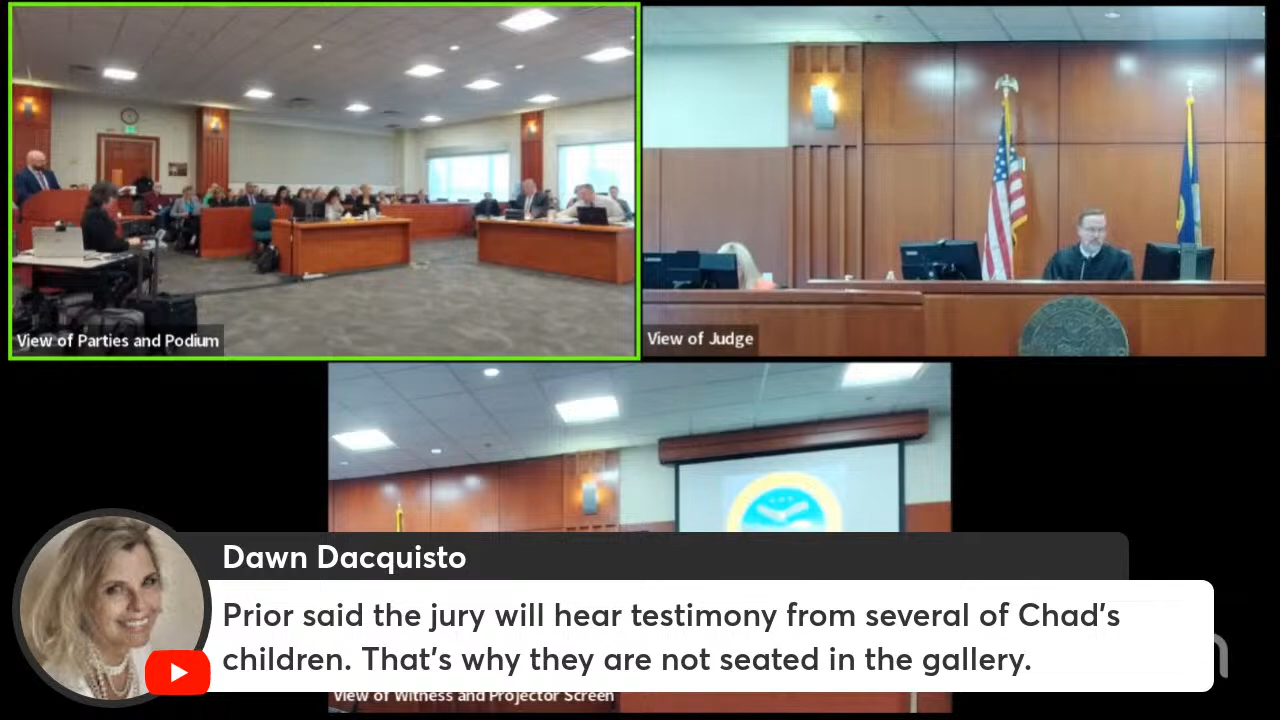 View of Parties and Podium
View of Judge
Dawn Dacquisto
Prior said the jury will hear testimony from several of Chad's
children. That's why they are not seated in the gallery.
View of Witness and Projector Screen